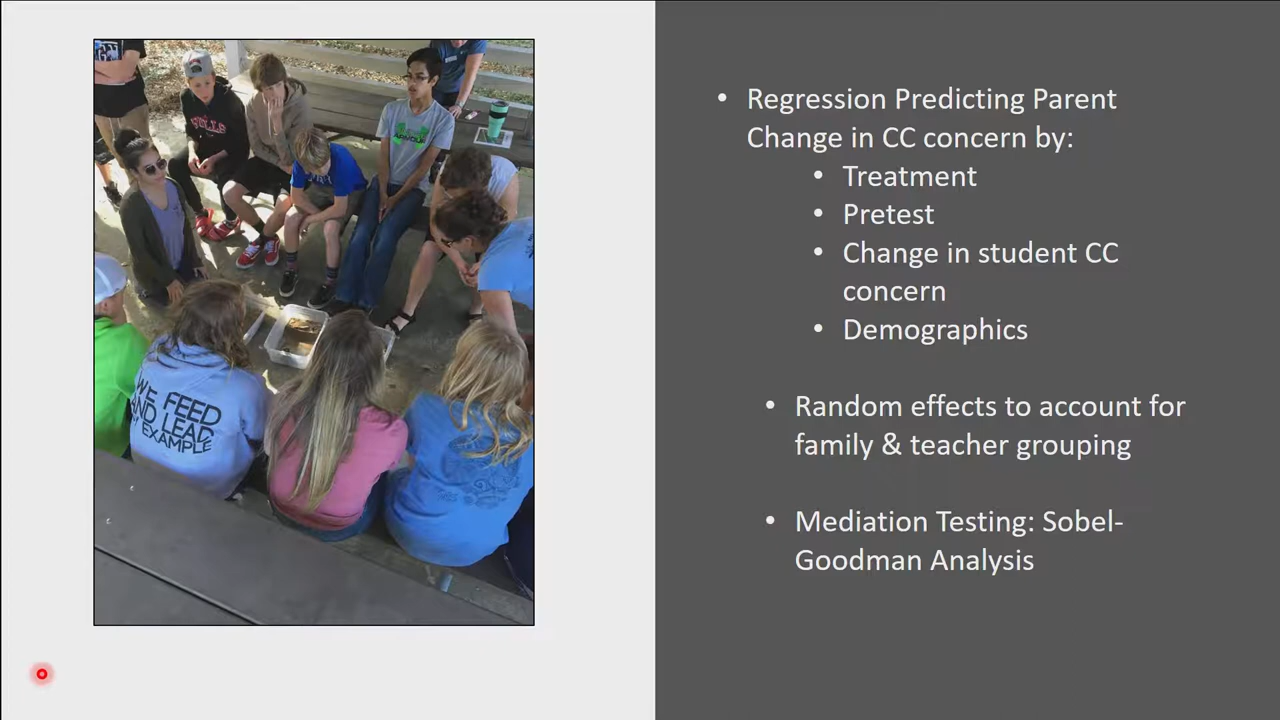 • Regression Predicting Parent
Change in CC concern by:
• Treatment
• Pretest
• Change in student CC
concern
• Demographics
• Random effects to account for
family & teacher grouping
• Mediation Testing: Sobel-
Goodman Analysis
WE FEED
AND LEAD
BY EXAMPLE